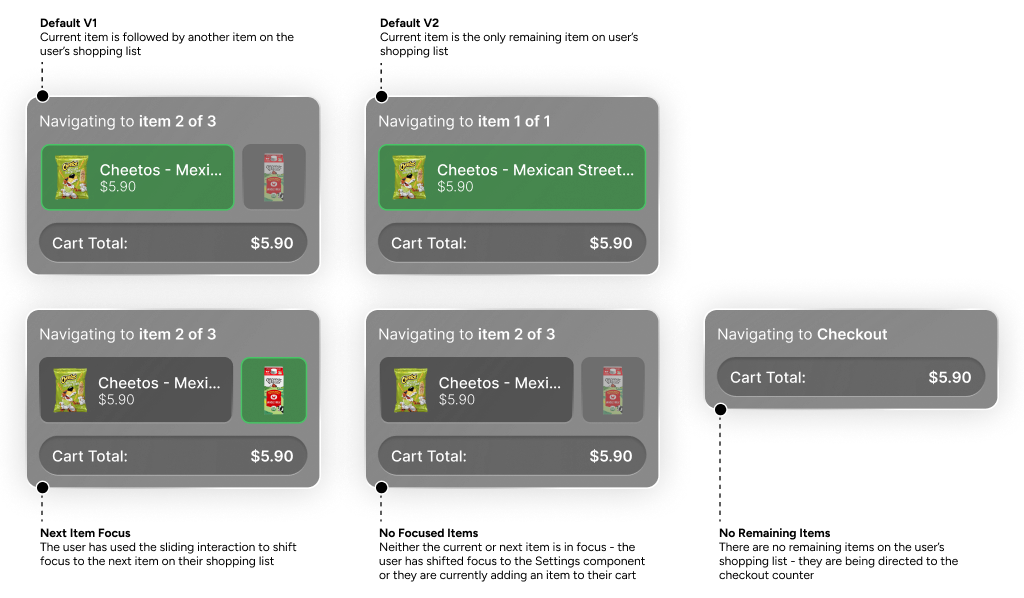 Default V1
Current item is followed by another item on the
user's shopping list
Default V2
Current item is the only remaining item on user's
shopping list
Navigating to item 2 of 3
Cheetos - Mexi...
$5.90
Cart Total:
$5.90
Navigating to item 1 of 1
Cheetos - Mexican Street...
$5.90
Cart Total:
$5.90
Navigating to item 2 of 3
Cheetos - Mexi...
$5.90
Cart Total:
$5.90
Navigating to item 2 of 3
Cheetos - Mexi...
$5.90
Cart Total:
$5.90
Navigating to Checkout
Cart Total:
$5.90
Next Item Focus
The user has used the sliding interaction to shift
focus to the next item on their shopping list
No Focused Items
Neither the current or next item is in focus - the
user has shifted focus to the Settings component
or they are currently adding an item to their cart
No Remaining Items
There are no remaining items on the user's
shopping list - they are being directed to the
checkout counter